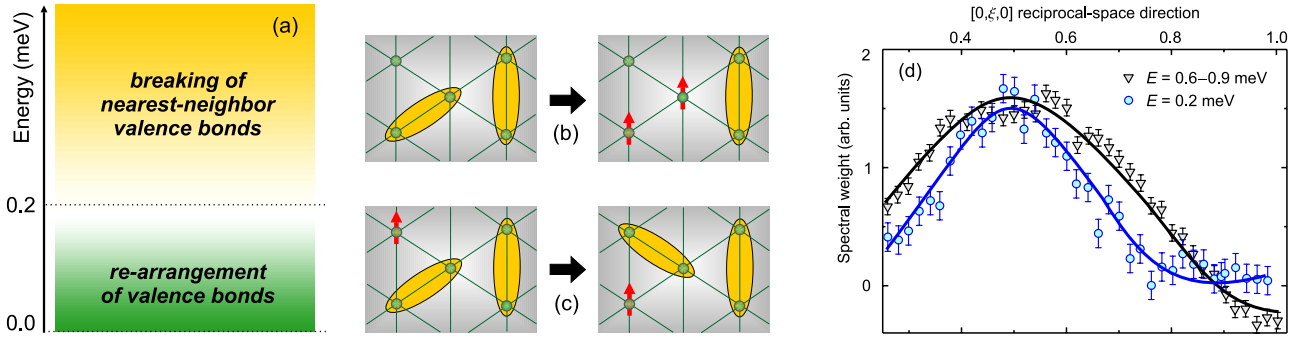 Energy (meV)
0.2
0.0
(a)
breaking of
nearest-neighbor
valence bonds
re-arrangement
of valence bonds
(b)
(c)
[0,ξ,0] reciprocal-space direction
0.4 0.6 0.8 1.0
Spectral weight (arb. units)
2
1
0
(d)
E = 0.6–0.9 meV
E = 0.2 meV